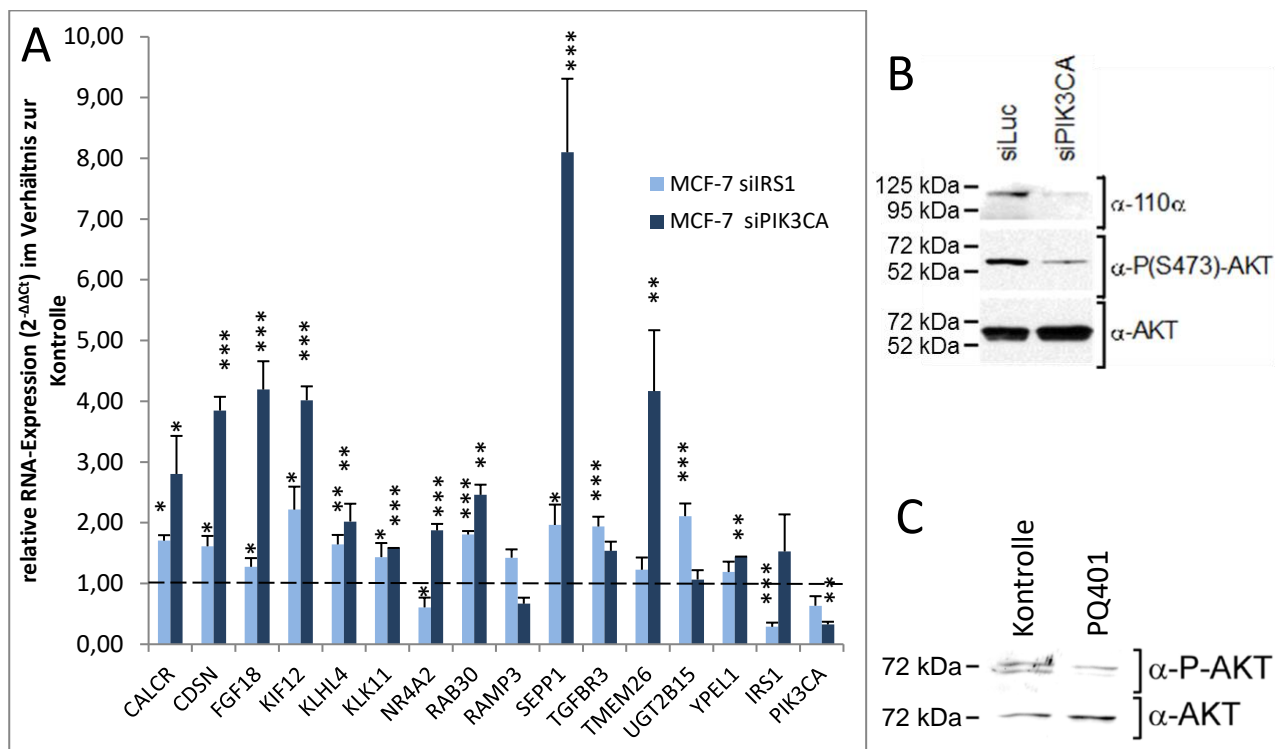 A
relative RNA-Expression (2-ΔΔCt) im Verhältnis zur
Kontrolle
10,00
9,00
8,00
7,00
6,00
5,00
4,00
3,00
2,00
1,00
0,00
MCF-7 siIRS1
MCF-7 siPIK3CA
* * * *** * *** * *** ** ** * *** * *** *** ** * *** *** ** *** ** *** **
CALCR
CDSN
FGF18
KIF12
KLHL4
KLK11
NR4A2
RAB30
RAMP3
SEPP1
TGFBR3
TMEM26
UGT2B15
YPEL1
IRS1
PIK3CA
B
siLuc
siPIK3CA
125 kDa
95 kDa
α-110α
72 kDa
52 kDa
α-P(S473)-AKT
72 kDa
52 kDa
α-AKT
C
Kontrolle
PQ401
72 kDa
α-P-AKT
72 kDa
α-AKT